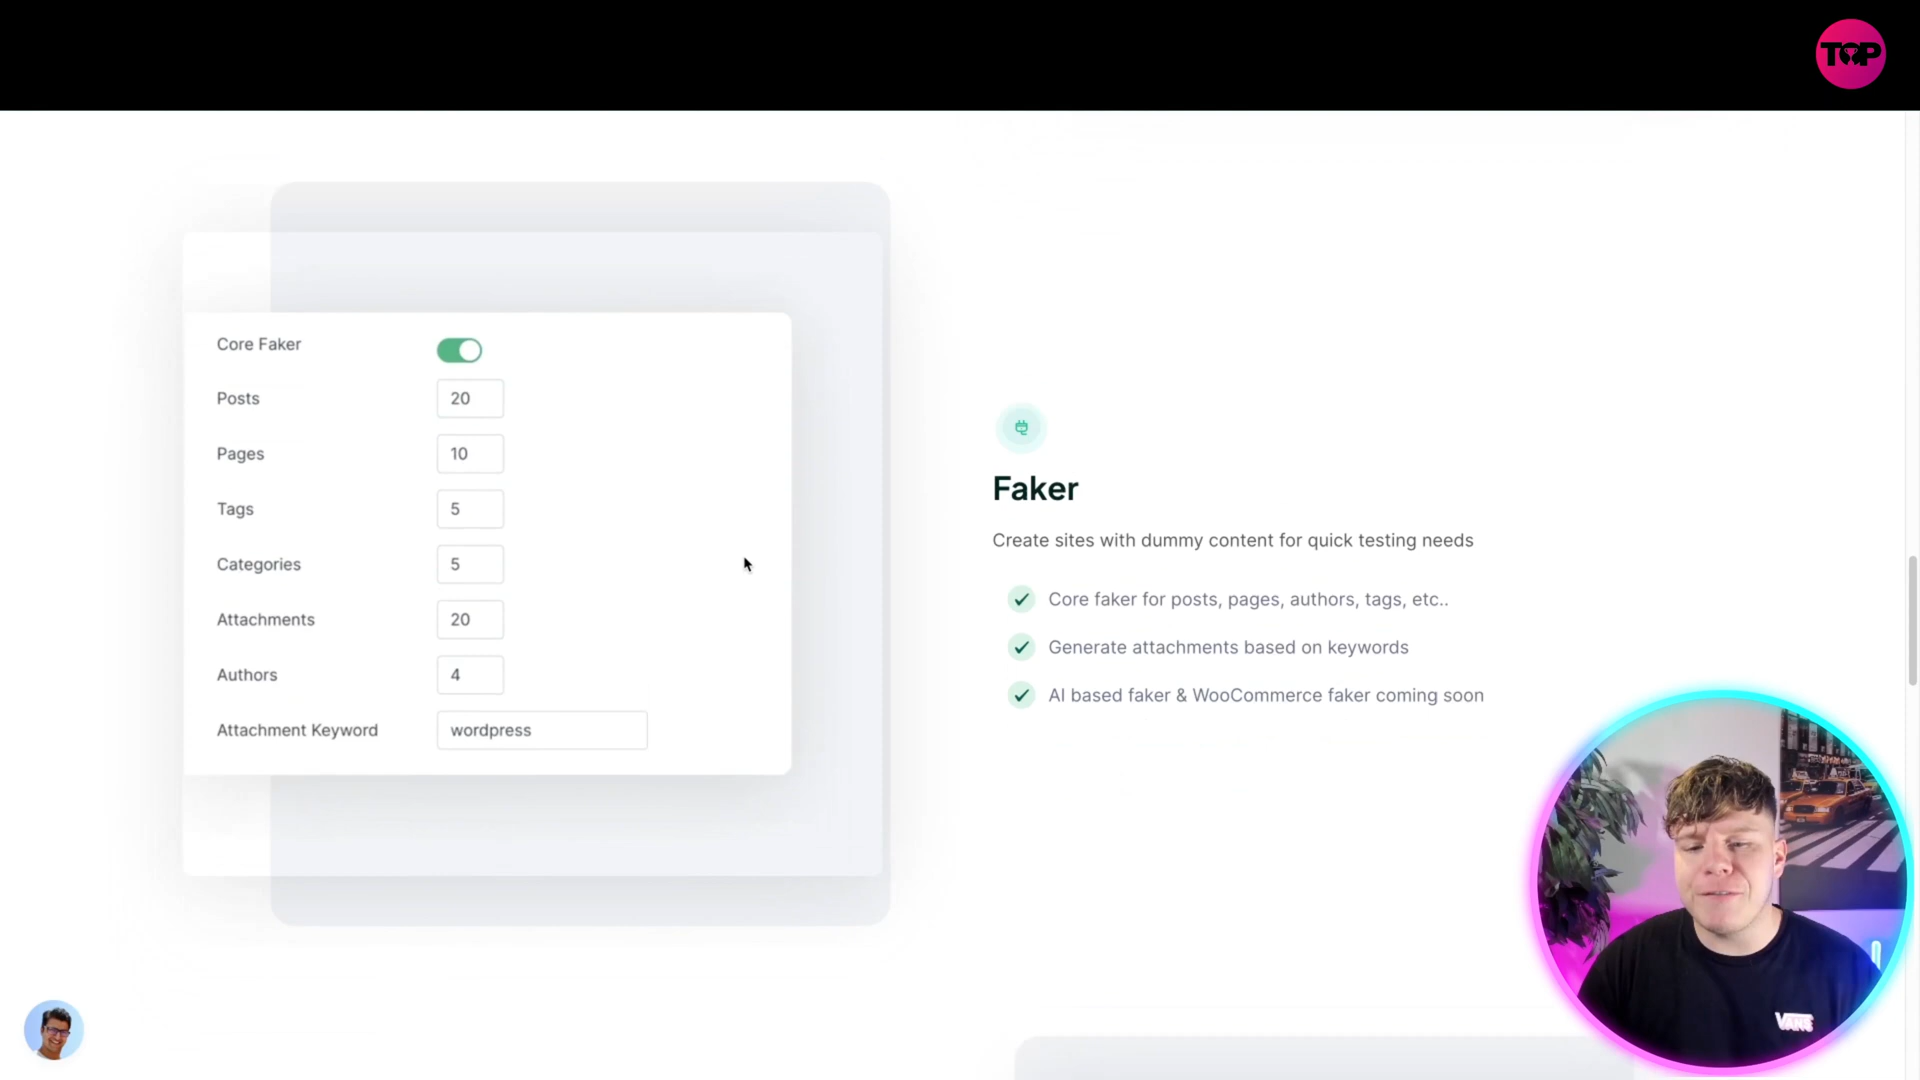 TOP
Core Faker
Posts 20
Pages 10
Tags 5
Categories 5
Attachments 20
Authors 4
Attachment Keyword wordpress
Faker
Create sites with dummy content for quick testing needs
Core faker for posts, pages, authors, tags, etc..
Generate attachments based on keywords
AI based faker & WooCommerce faker coming soon
VANS